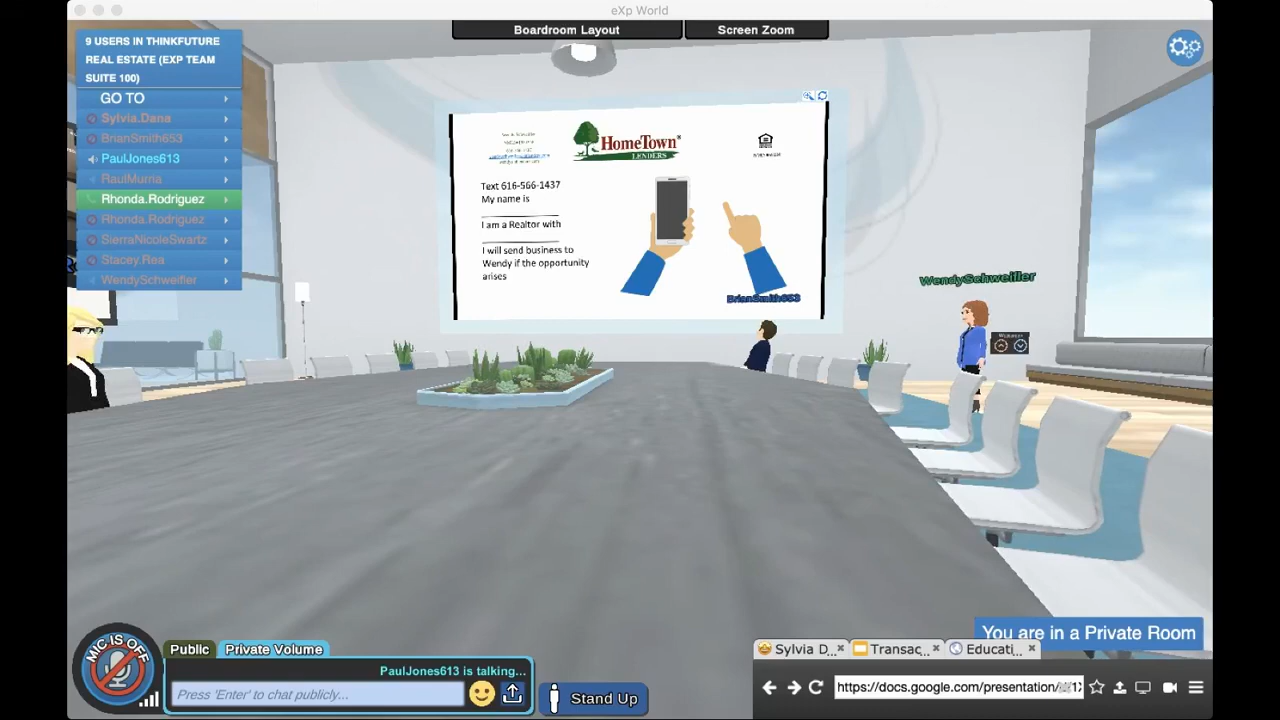 eXp World
Boardroom Layout
Screen Zoom
9 USERS IN THINKFUTURE
REAL ESTATE (EXP TEAM
SUITE 100)
GO TO
Sylvia.Dana
BrianSmith653
PaulJones613
RaulMurria
Rhonda.Rodriguez
Rhonda.Rodriguez
SierraNicoleSwartz
Stacey.Rea
WendySchweifler
HomeTown
LENDERS
Text 616-566-1437
My name is
I am a Realtor with
I will send business to
Wendy if the opportunity
arises
BrianSmith653
WendySchweifler
You are in a Private Room
MIC IS OFF
Public
Private Volume
PaulJones613 is talking...
Press 'Enter' to chat publicly...
Stand Up
Sylvia D...
Transac...
Educati...
https://docs.google.com/presentation/